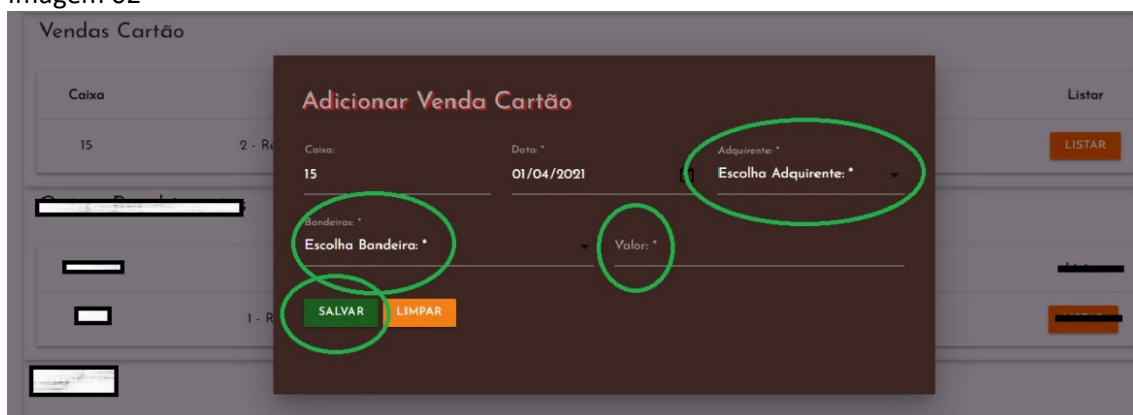 Imagem 02
Vendas Cartão
Caixa
Listar
15
2 - Re
LISTAR
Adicionar Venda Cartão
Caixa:
Data: *
Adquirente: *
15
01/04/2021
Escolha Adquirente: *
Bandeiras: *
Escolha Bandeira: *
Valor: *
1 - R
SALVAR
LIMPAR